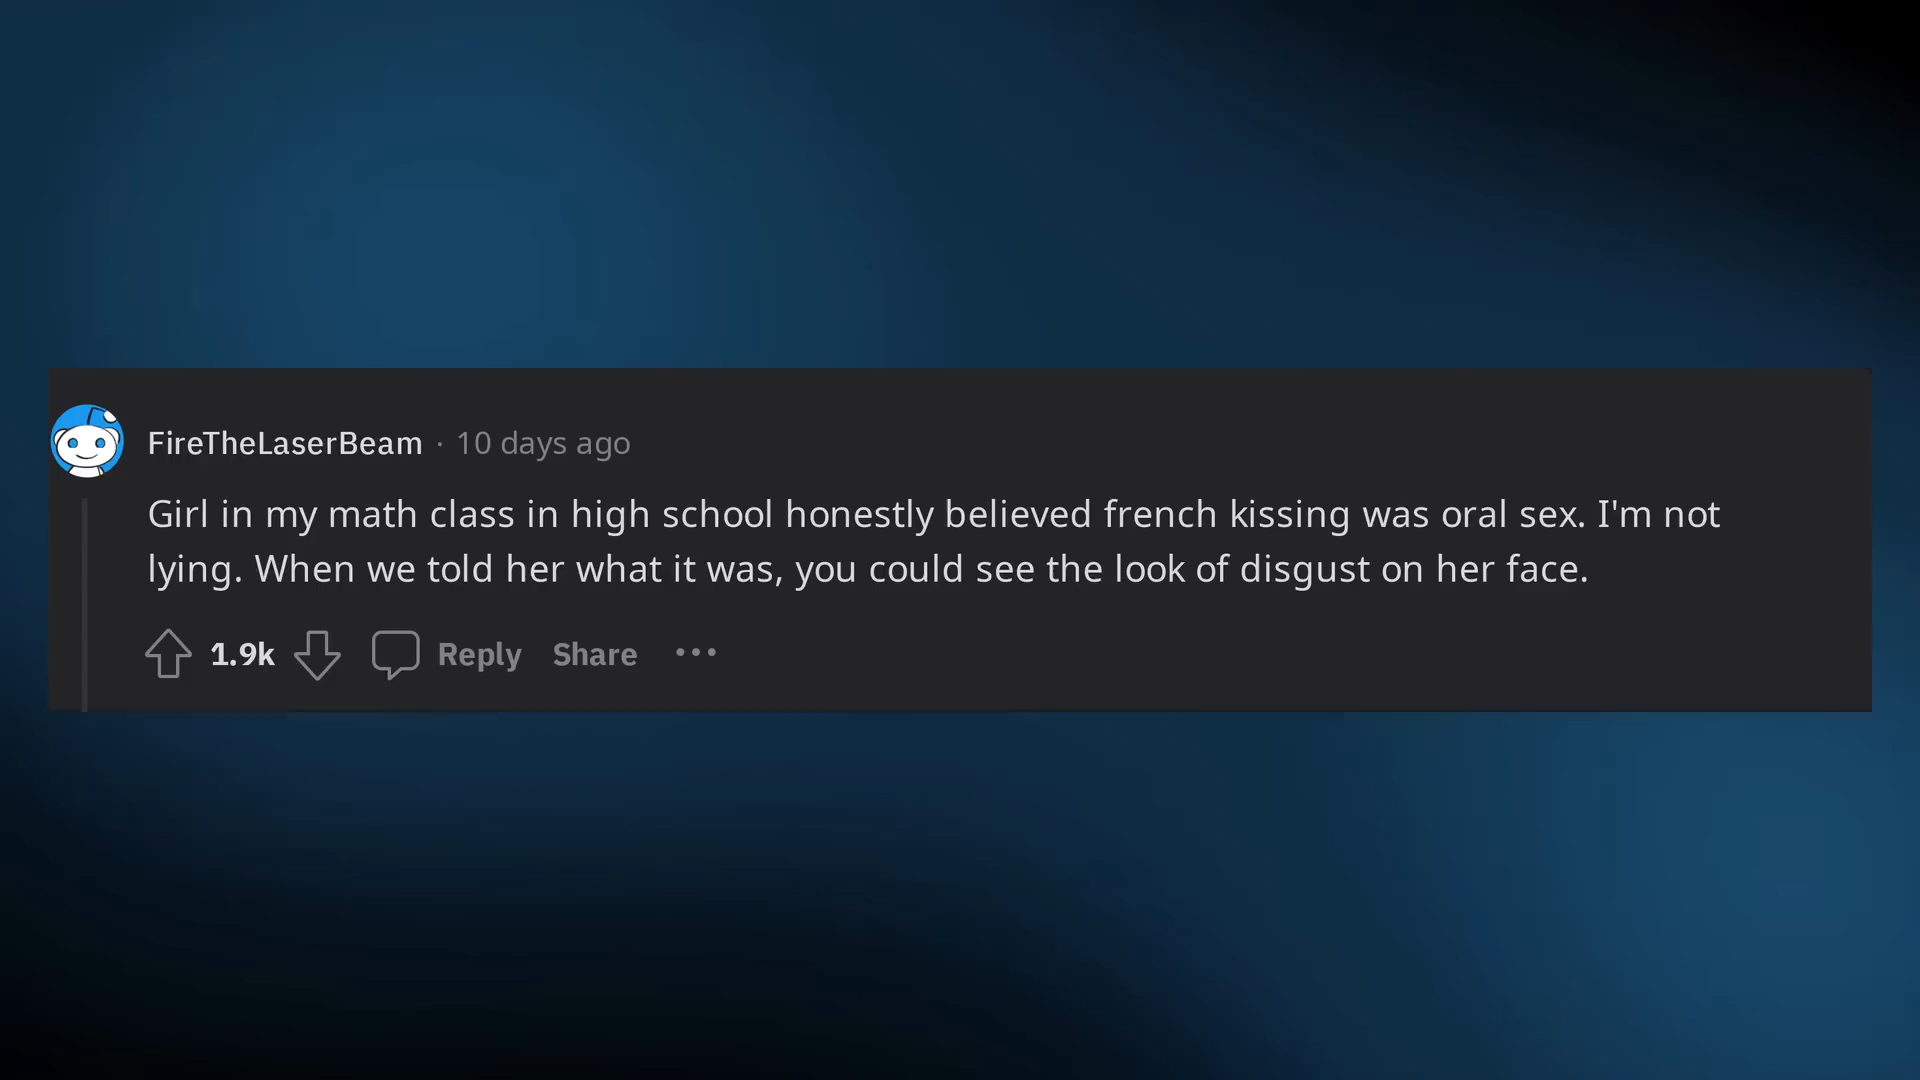 FireTheLaserBeam · 10 days ago
Girl in my math class in high school honestly believed french kissing was oral sex. I'm not
lying. When we told her what it was, you could see the look of disgust on her face.
1.9k Reply Share ···